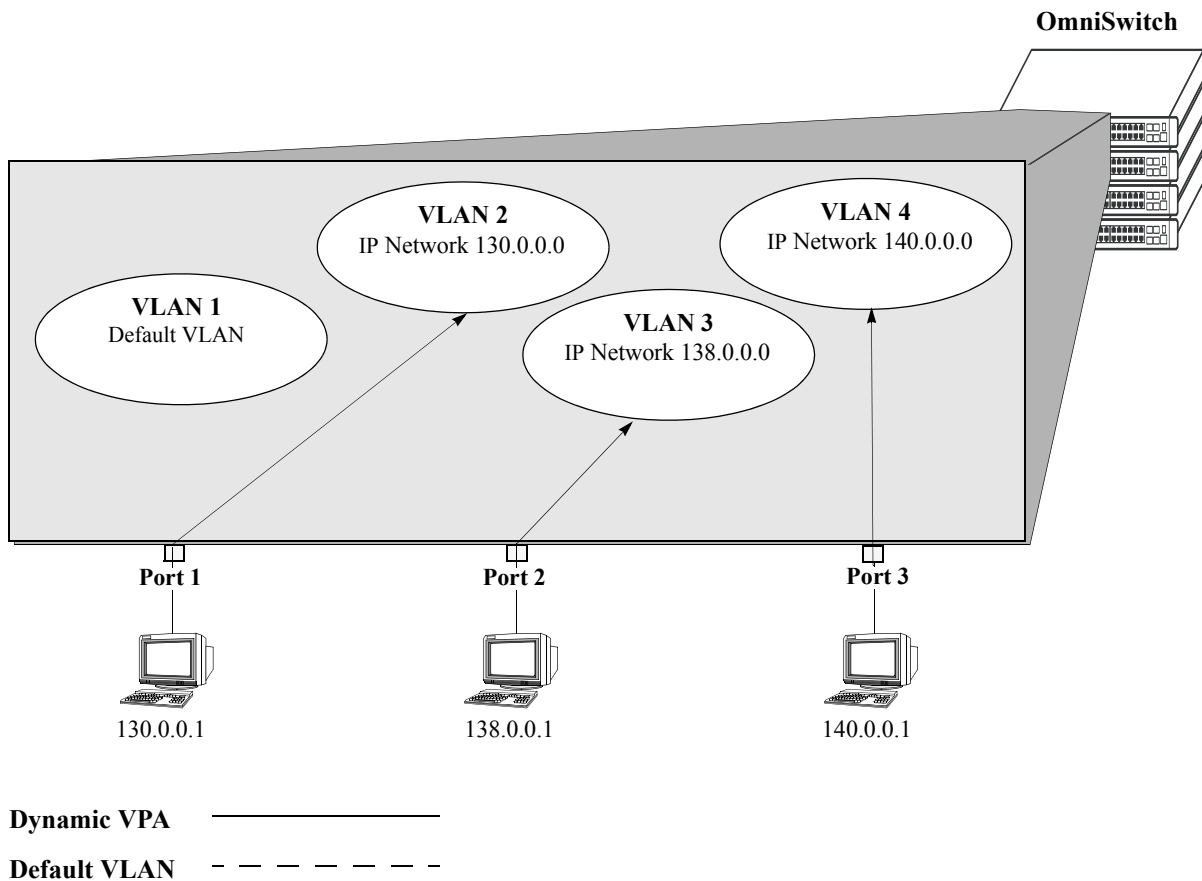 OmniSwitch
VLAN 2
IP Network 130.0.0.0
VLAN 4
IP Network 140.0.0.0
VLAN 1
Default VLAN
VLAN 3
IP Network 138.0.0.0
Port 1
Port 2
Port 3
130.0.0.1
138.0.0.1
140.0.0.1
Dynamic VPA
Default VLAN